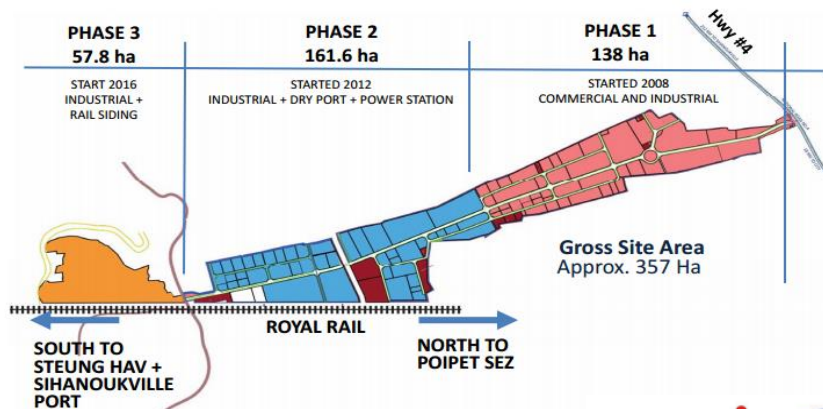 PHASE 3
57.8 ha
START 2016
INDUSTRIAL +
RAIL SIDING
PHASE 2
161.6 ha
STARTED 2012
INDUSTRIAL + DRY PORT + POWER STATION
PHASE 1
138 ha
STARTED 2008
COMMERCIAL AND INDUSTRIAL
Hwy #4
Gross Site Area
Approx. 357 Ha
ROYAL RAIL
SOUTH TO
STEUNG HAV +
SIHANOUKVILLE
PORT
NORTH TO
POIPET SEZ